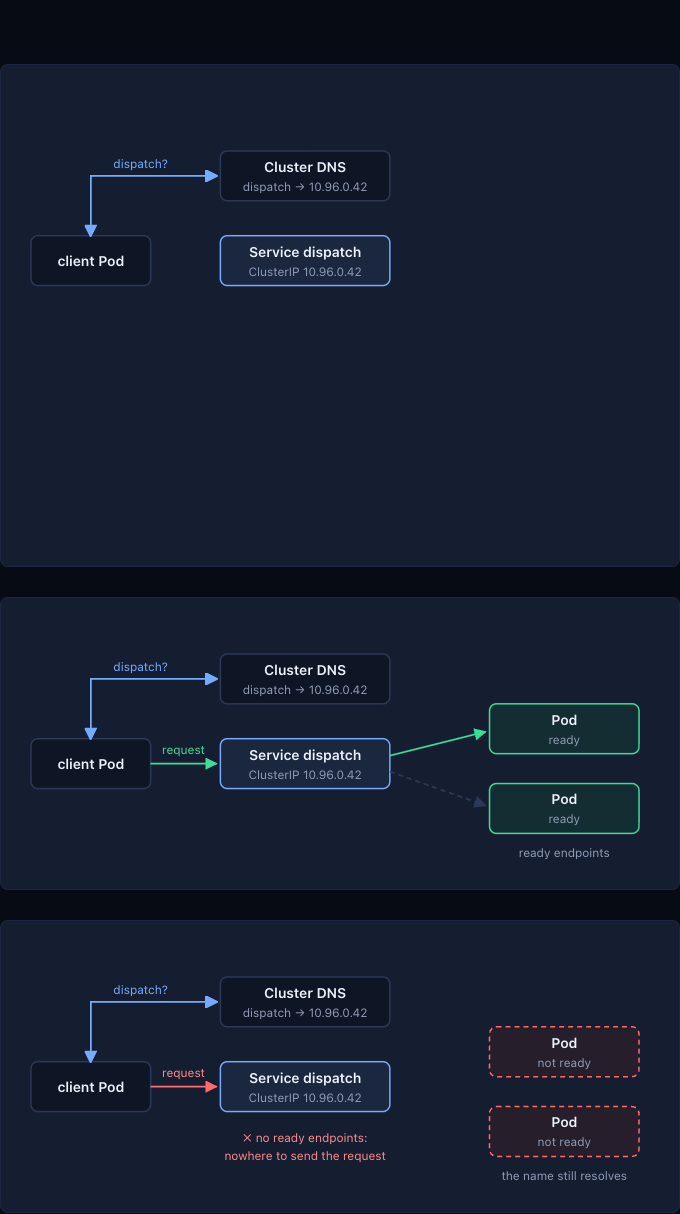 dispatch?
Cluster DNS
dispatch → 10.96.0.42
client Pod
Service dispatch
ClusterIP 10.96.0.42
dispatch?
Cluster DNS
dispatch → 10.96.0.42
Pod
ready
request
client Pod
Service dispatch
ClusterIP 10.96.0.42
Pod
ready
ready endpoints
dispatch?
Cluster DNS
dispatch → 10.96.0.42
Pod
not ready
request
client Pod
Service dispatch
ClusterIP 10.96.0.42
Pod
not ready
✕ no ready endpoints:
nowhere to send the request
the name still resolves